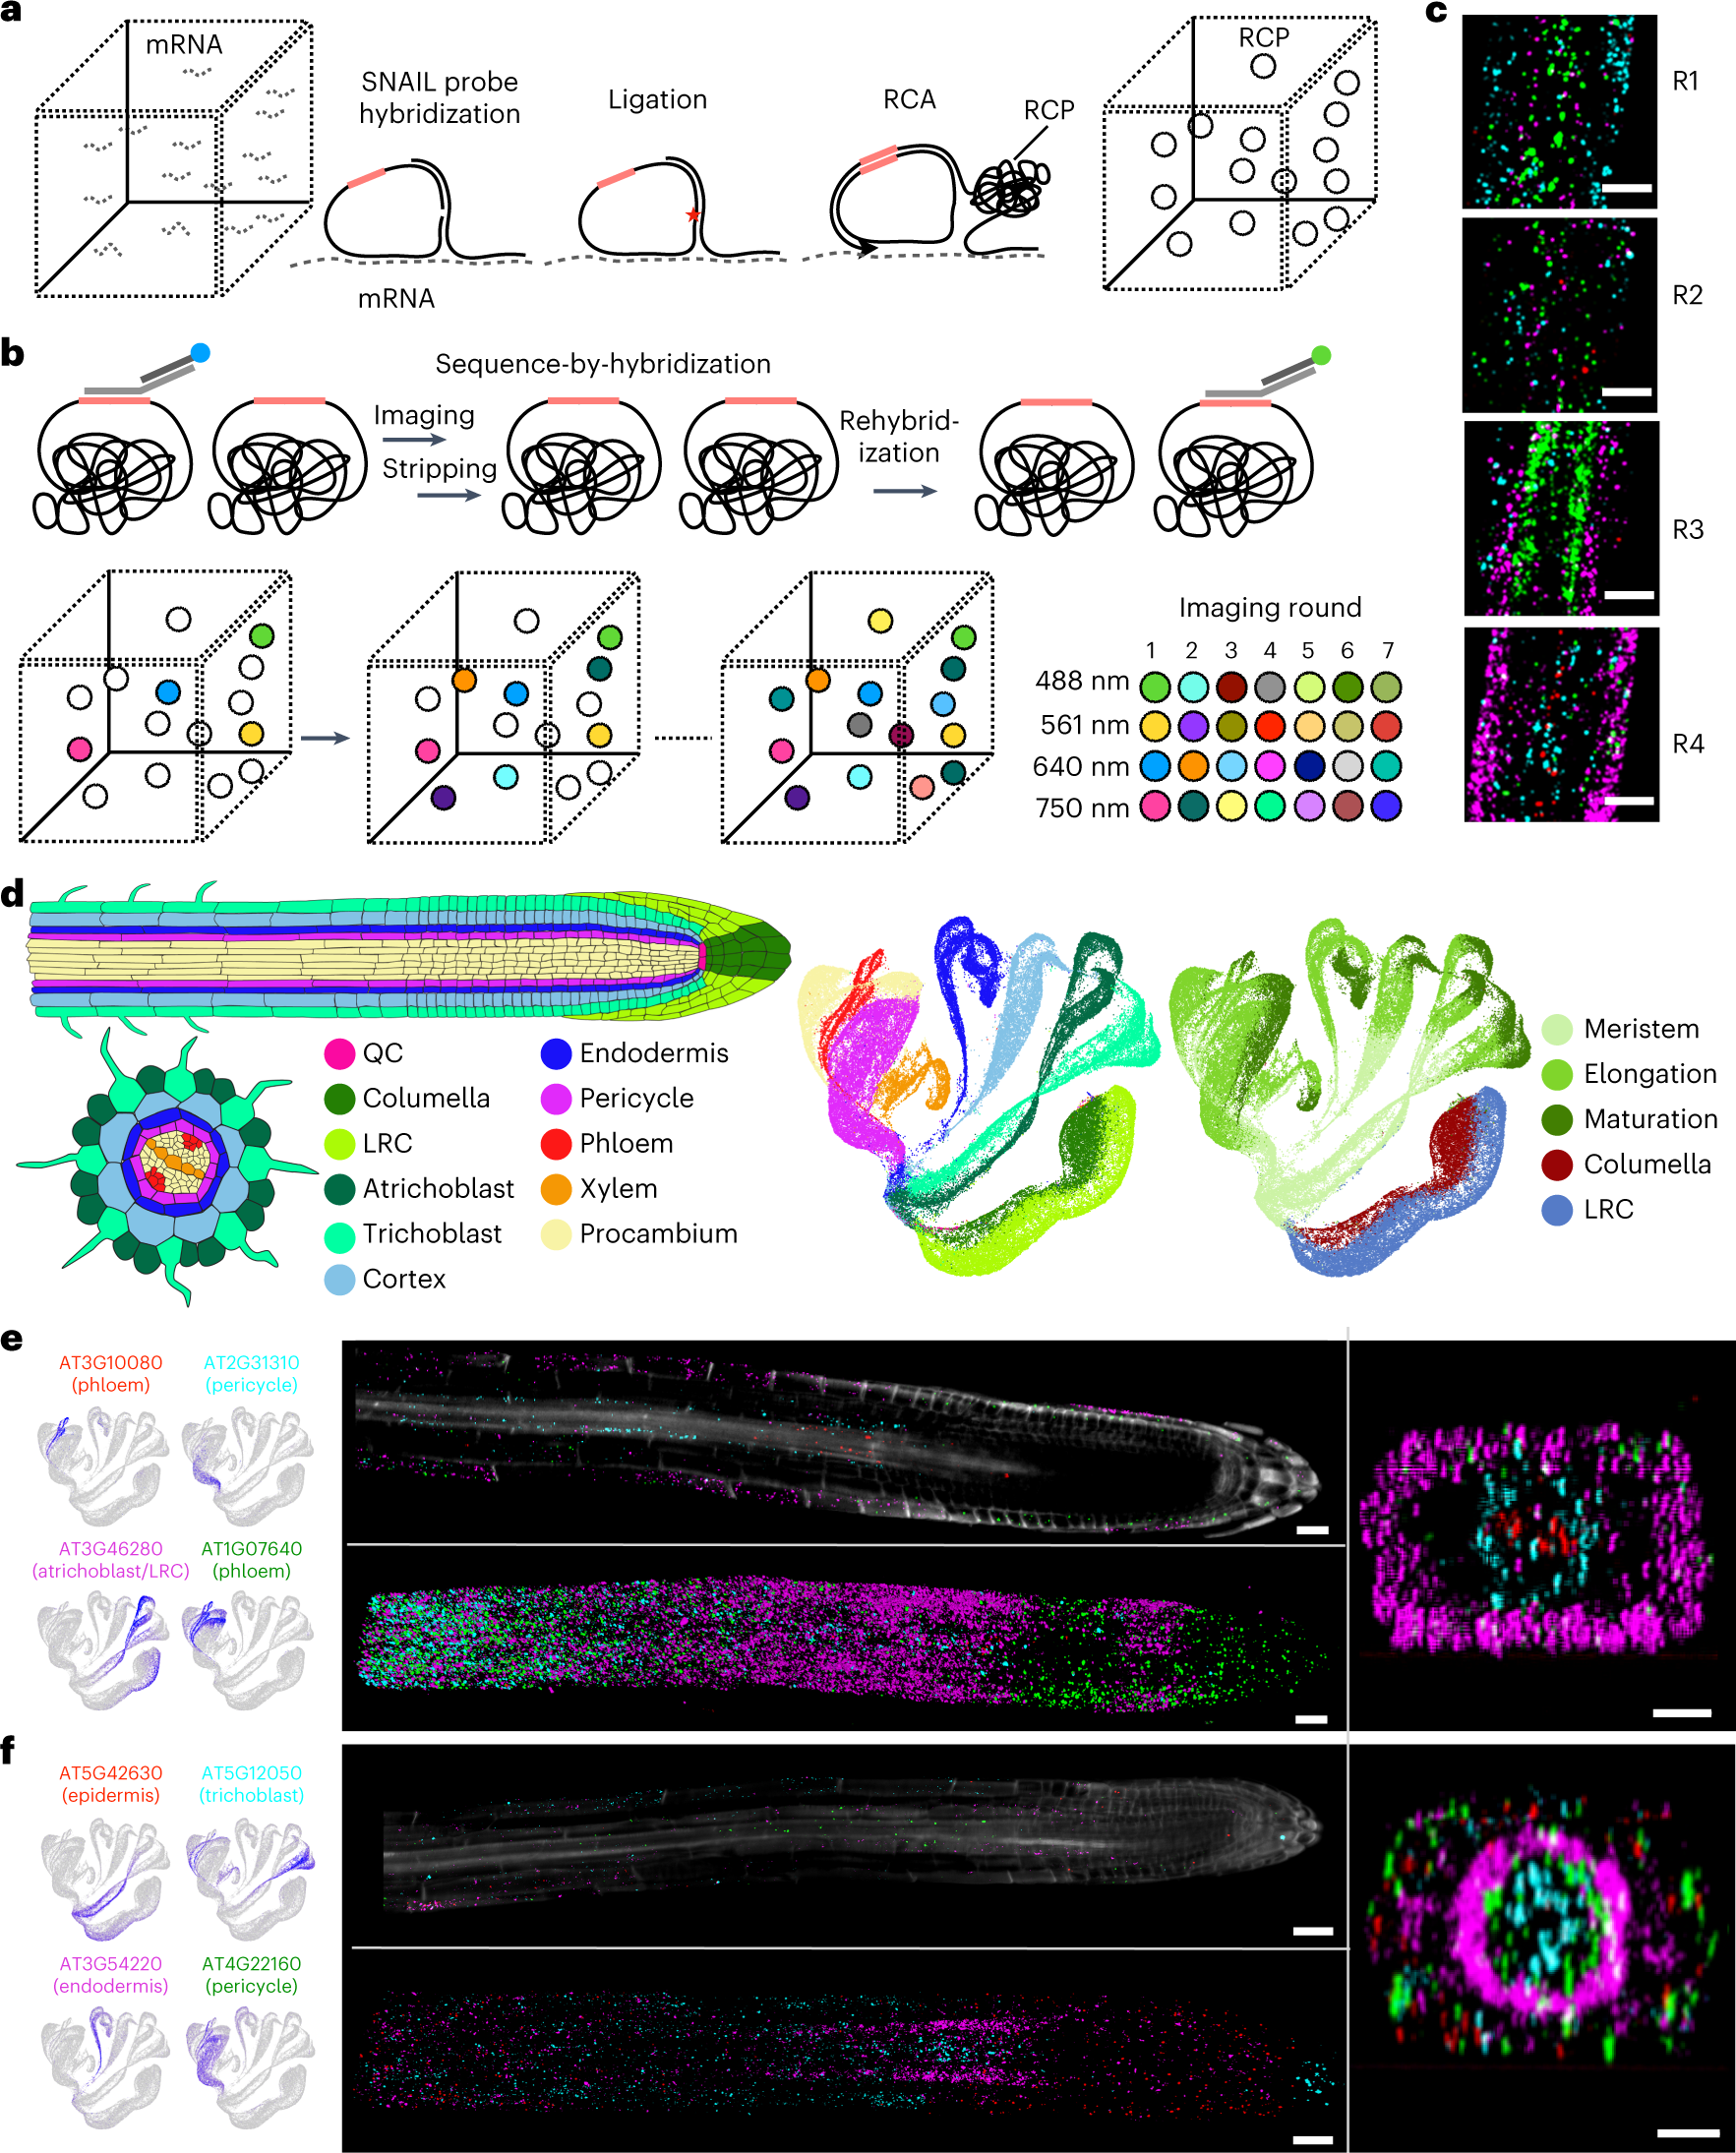 a
mRNA
SNAIL probe
hybridization
Ligation
RCA
RCP
RCP
mRNA
c
R1
R2
R3
R4
b
Sequence-by-hybridization
Imaging
Stripping
Rehybrid-
ization
Imaging round
1 2 3 4 5 6 7
488 nm
561 nm
640 nm
750 nm
d
QC
Columella
LRC
Atrichoblast
Trichoblast
Cortex
Endodermis
Pericycle
Phloem
Xylem
Procambium
Meristem
Elongation
Maturation
Columella
LRC
e
AT3G10080
(phloem)
AT2G31310
(pericycle)
AT3G46280
(atrichoblast/LRC)
AT1G07640
(phloem)
f
AT5G42630
(epidermis)
AT5G12050
(trichoblast)
AT3G54220
(endodermis)
AT4G22160
(pericycle)